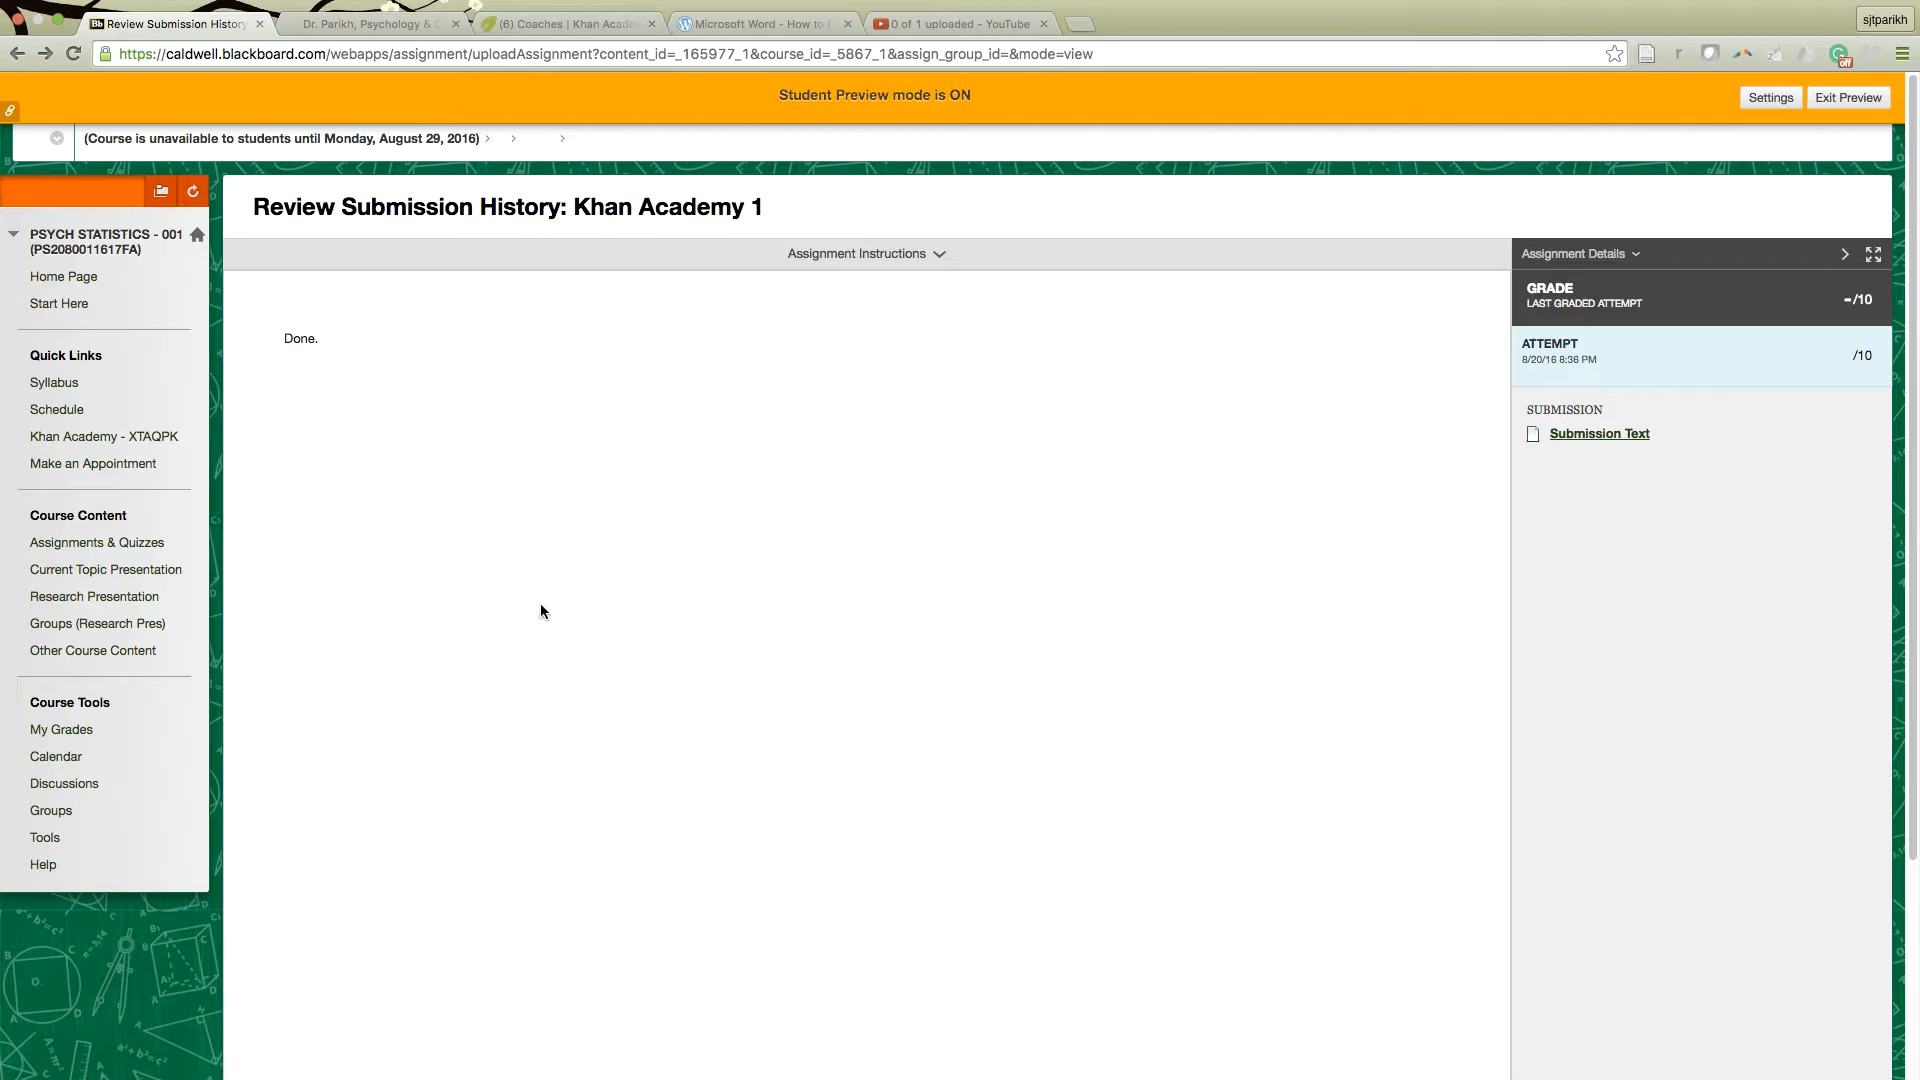 Review Submission History
Dr. Parikh, Psychology & C
(6) Coaches | Khan Acade
Microsoft Word - How to E
0 of 1 uploaded - YouTube
sjtparikh
https://caldwell.blackboard.com/webapps/assignment/uploadAssignment?content_id=_165977_1&course_id=_5867_1&assign_group_id=&mode=view
off
Student Preview mode is ON
Settings
Exit Preview
(Course is unavailable to students until Monday, August 29, 2016)
Review Submission History: Khan Academy 1
PSYCH STATISTICS - 001
(PS2080011617FA)
Home Page
Start Here
Quick Links
Syllabus
Schedule
Khan Academy - XTAQPK
Make an Appointment
Course Content
Assignments & Quizzes
Current Topic Presentation
Research Presentation
Groups (Research Pres)
Other Course Content
Course Tools
My Grades
Calendar
Discussions
Groups
Tools
Help
Assignment Instructions
Done.
Assignment Details
GRADE
LAST GRADED ATTEMPT
-/10
ATTEMPT
8/20/16 8:36 PM
/10
SUBMISSION
Submission Text